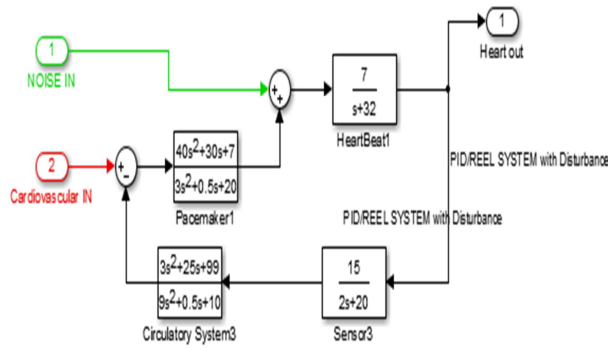 1
NOISE IN
1
Heart out
+
+
7
s+32
HeartBeat1
2
Cardiovascular IN
+
-
40s²+30s+7
3s²+0.5s+20
Pacemaker1
PID/REEL SYSTEM with Disturbance
PID/REEL SYSTEM with Disturbance
3s²+25s+99
9s²+0.5s+10
Circulatory System3
15
2s+20
Sensor3